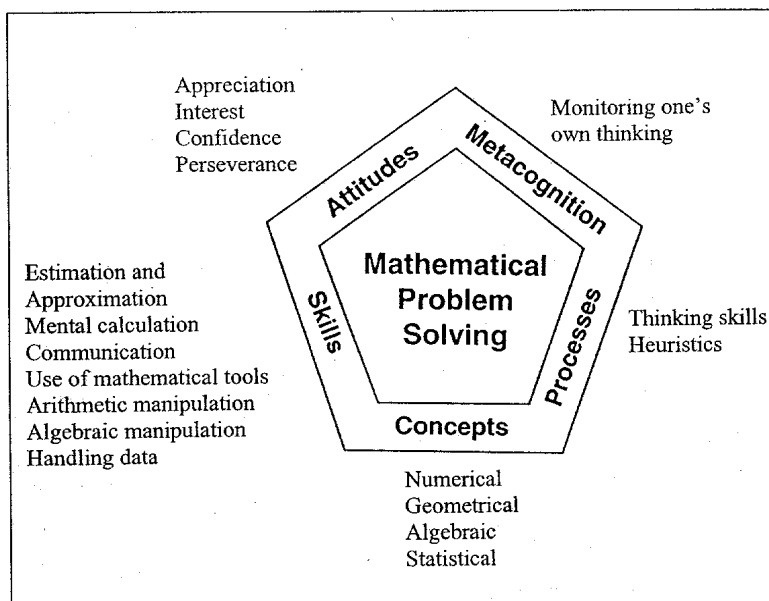 Appreciation
Interest
Confidence
Perseverance
Attitudes
Metacognition
Monitoring one's
own thinking
Estimation and
Approximation
Mental calculation
Communication
Use of mathematical tools
Arithmetic manipulation
Algebraic manipulation
Handling data
Skills
Mathematical
Problem
Solving
Processes
Thinking skills
Heuristics
Concepts
Numerical
Geometrical
Algebraic
Statistical